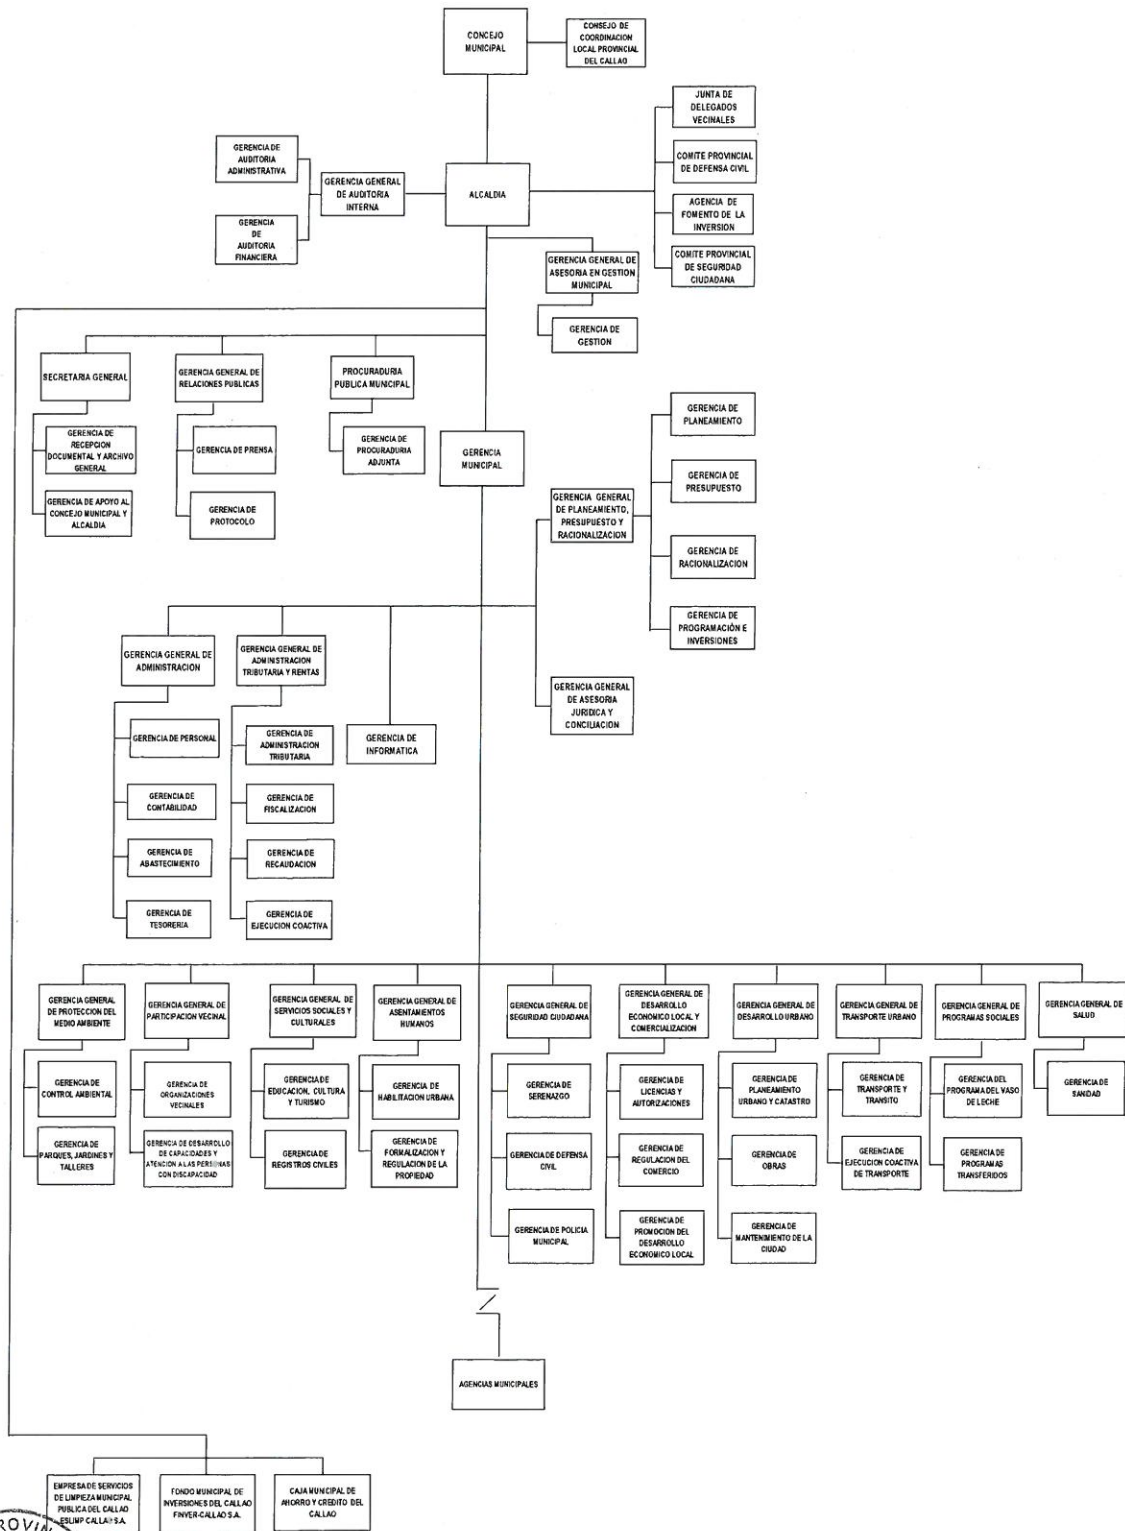 CONCEJO
MUNICIPAL
CONSEJO DE
COORDINACION
LOCAL PROVINCIAL
DEL CALLAO
JUNTA DE
DELEGADOS
VECINALES
COMITE PROVINCIAL
DE DEFENSA CIVIL
AGENCIA DE
FOMENTO DE LA
INVERSION
COMITE PROVINCIAL
DE SEGURIDAD
CIUDADANA
GERENCIA DE
AUDITORIA
ADMINISTRATIVA
GERENCIA
DE
AUDITORIA
FINANCIERA
GERENCIA GENERAL
DE AUDITORIA
INTERNA
ALCALDIA
GERENCIA GENERAL DE
ASESORIA EN GESTION
MUNICIPAL
GERENCIA DE
GESTION
SECRETARIA GENERAL
GERENCIA DE
RECEPCION
DOCUMENTAL Y ARCHIVO
GENERAL
GERENCIA DE APOYO AL
CONCEJO MUNICIPAL Y
ALCALDIA
GERENCIA GENERAL DE
RELACIONES PUBLICAS
GERENCIA DE PRENSA
GERENCIA DE
PROTOCOLO
PROCURADURIA
PUBLICA MUNICIPAL
GERENCIA DE
PROCURADURIA
ADJUNTA
GERENCIA
MUNICIPAL
GERENCIA GENERAL
DE PLANEAMIENTO,
PRESUPUESTO Y
RACIONALIZACION
GERENCIA DE
PLANEAMIENTO
GERENCIA DE
PRESUPUESTO
GERENCIA DE
RACIONALIZACION
GERENCIA DE
PROGRAMACIÓN E
INVERSIONES
GERENCIA GENERAL
DE ASESORIA
JURIDICA Y
CONCILIACION
GERENCIA GENERAL DE
ADMINISTRACION
GERENCIA DE PERSONAL
GERENCIA DE
CONTABILIDAD
GERENCIA DE
ABASTECIMIENTO
GERENCIA DE
TESORERIA
GERENCIA GENERAL DE
ADMINISTRACION
TRIBUTARIA Y RENTAS
GERENCIA DE
ADMINISTRACION
TRIBUTARIA
GERENCIA DE
FISCALIZACION
GERENCIA DE
RECAUDACION
GERENCIA DE
EJECUCION COACTIVA
GERENCIA DE
INFORMATICA
GERENCIA GENERAL
DE PROTECCION DEL
MEDIO AMBIENTE
GERENCIA DE
CONTROL AMBIENTAL
GERENCIA DE
PARQUES, JARDINES Y
TALLERES
GERENCIA GENERAL DE
PARTICIPACION VECINAL
GERENCIA DE
ORGANIZACIONES
VECINALES
GERENCIA DE DESARROLLO
DE CAPACIDADES Y
ATENCION A LAS PERSONAS
CON DISCAPACIDAD
GERENCIA GENERAL DE
SERVICIOS SOCIALES Y
CULTURALES
GERENCIA DE
EDUCACION, CULTURA
Y TURISMO
GERENCIA DE
REGISTROS CIVILES
GERENCIA GENERAL DE
ASENTAMIENTOS
HUMANOS
GERENCIA DE
HABILITACION URBANA
GERENCIA DE
FORMALIZACION Y
REGULACION DE LA
PROPIEDAD
GERENCIA GENERAL DE
SEGURIDAD CIUDADANA
GERENCIA DE
SERENAZGO
GERENCIA DE DEFENSA
CIVIL
GERENCIA DE POLICIA
MUNICIPAL
GERENCIA GENERAL DE
DESARROLLO
ECONOMICO LOCAL Y
COMERCIALIZACION
GERENCIA DE
LICENCIAS Y
AUTORIZACIONES
GERENCIA DE
REGULACION DEL
COMERCIO
GERENCIA DE
PROMOCION DEL
DESARROLLO
ECONOMICO LOCAL
GERENCIA GENERAL DE
DESARROLLO URBANO
GERENCIA DE
PLANEAMIENTO
URBANO Y CATASTRO
GERENCIA DE
OBRAS
GERENCIA DE
MANTENIMIENTO DE LA
CIUDAD
GERENCIA GENERAL DE
TRANSPORTE URBANO
GERENCIA DE
TRANSPORTE Y
TRANSITO
GERENCIA DE
EJECUCION COACTIVA
DE TRANSPORTE
GERENCIA GENERAL DE
PROGRAMAS SOCIALES
GERENCIA DEL
PROGRAMA DEL VASO
DE LECHE
GERENCIA DE
PROGRAMAS
TRANSFERIDOS
GERENCIA GENERAL DE
SALUD
GERENCIA DE
SANIDAD
AGENCIAS MUNICIPALES
EMPRESA DE SERVICIOS
DE LIMPIEZA MUNICIPAL
PUBLICA DEL CALLAO
ESLIMP CALLAO S.A.
FONDO MUNICIPAL DE
INVERSIONES DEL CALLAO
FINVER-CALLAO S.A.
CAJA MUNICIPAL DE
AHORRO Y CREDITO DEL
CALLAO